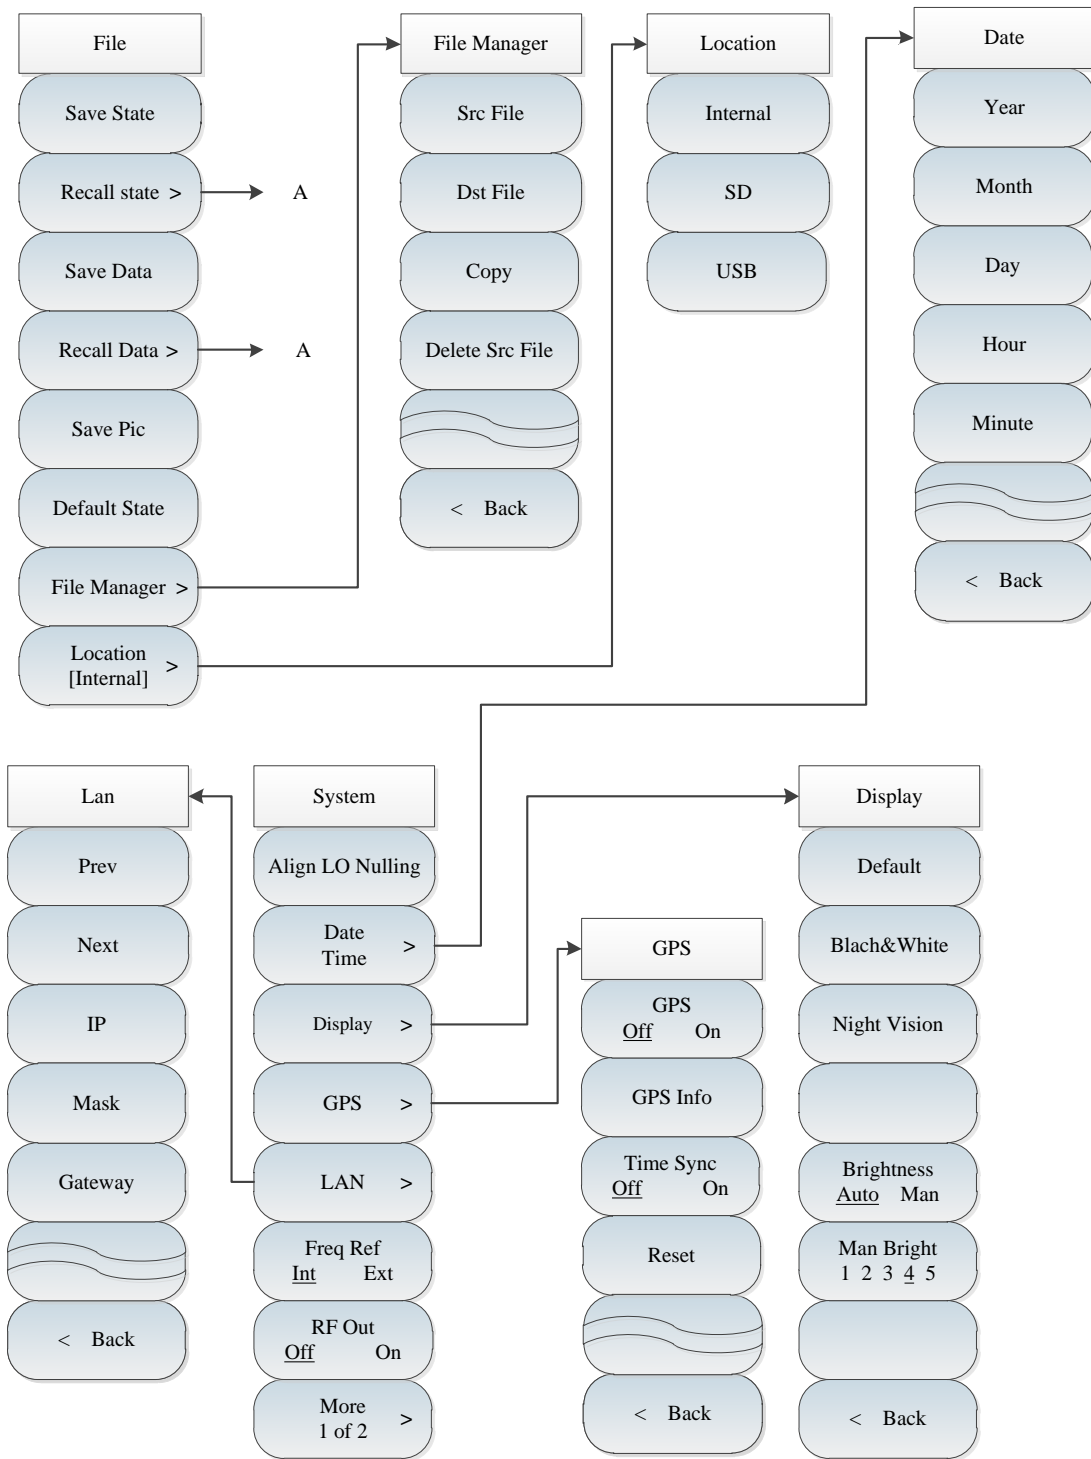 File
Save State
Recall state >
A
Save Data
Recall Data >
A
Save Pic
Default State
File Manager >
Location >
[Internal]
File Manager
Src File
Dst File
Copy
Delete Src File
< Back
Location
Internal
SD
USB
Date
Year
Month
Day
Hour
Minute
< Back
Lan
Prev
Next
IP
Mask
Gateway
< Back
System
Align LO Nulling
Date >
Time
Display >
GPS >
LAN >
Freq Ref
Int Ext
RF Out
Off On
More >
1 of 2
GPS
GPS
Off On
GPS Info
Time Sync
Off On
Reset
< Back
Display
Default
Blach&White
Night Vision
Brightness
Auto Man
Man Bright
1 2 3 4 5
< Back